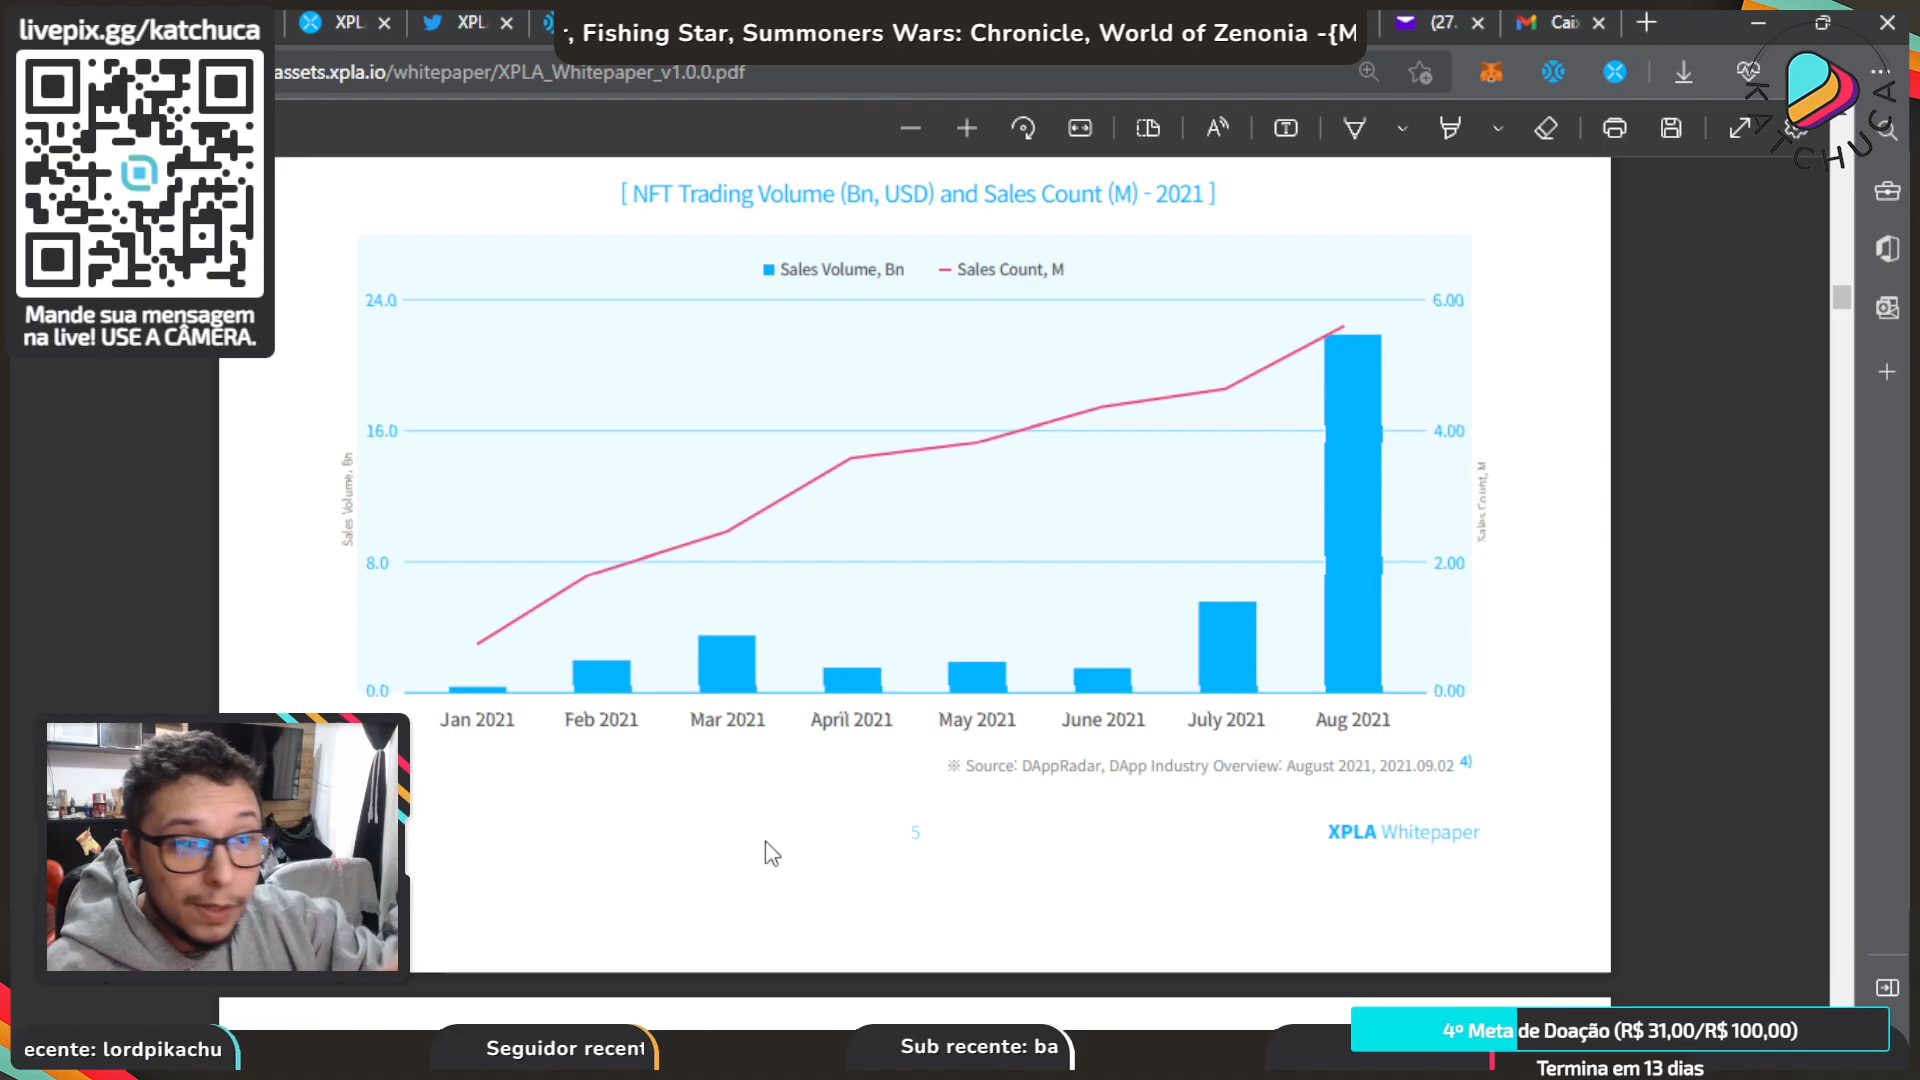 livepix.gg/katchuca
Mande sua mensagem
na live! USE A CÂMERA.
XPL
XPL
, Fishing Star, Summoners Wars: Chronicle, World of Zenonia -{M
(27.
Cai
assets.xpla.io/whitepaper/XPLA_Whitepaper_v1.0.0.pdf
KATCHUCA
[ NFT Trading Volume (Bn, USD) and Sales Count (M) - 2021 ]
Sales Volume, Bn
Sales Count, M
24.0
16.0
8.0
0.0
6.00
4.00
2.00
0.00
Sales Volume, Bn
Sales Count, M
Jan 2021
Feb 2021
Mar 2021
April 2021
May 2021
June 2021
July 2021
Aug 2021
※ Source: DAppRadar, DApp Industry Overview: August 2021, 2021.09.02 4)
5
XPLA Whitepaper
ecente: lordpikachu
Seguidor recent
Sub recente: ba
4º Meta de Doação (R$ 31,00/R$ 100,00)
Termina em 13 dias